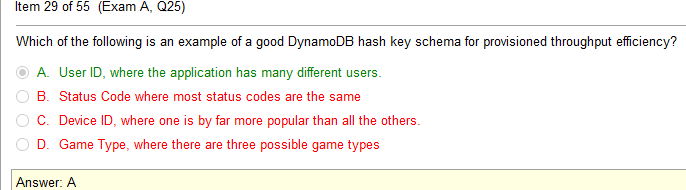 Item 29 of 55 (Exam A, Q25)
Which of the following is an example of a good DynamoDB hash key schema for provisioned throughput efficiency?
A. User ID, where the application has many different users.
B. Status Code where most status codes are the same
C. Device ID, where one is by far more popular than all the others.
D. Game Type, where there are three possible game types
Answer: A